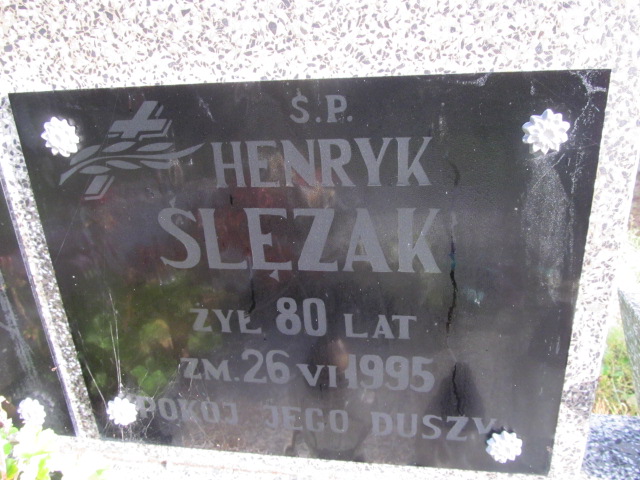 Ś.P.
HENRYK
ŚLĘZAK
ŻYŁ 80 LAT
ZM. 26 VI 1995
POKÓJ JEGO DUSZY